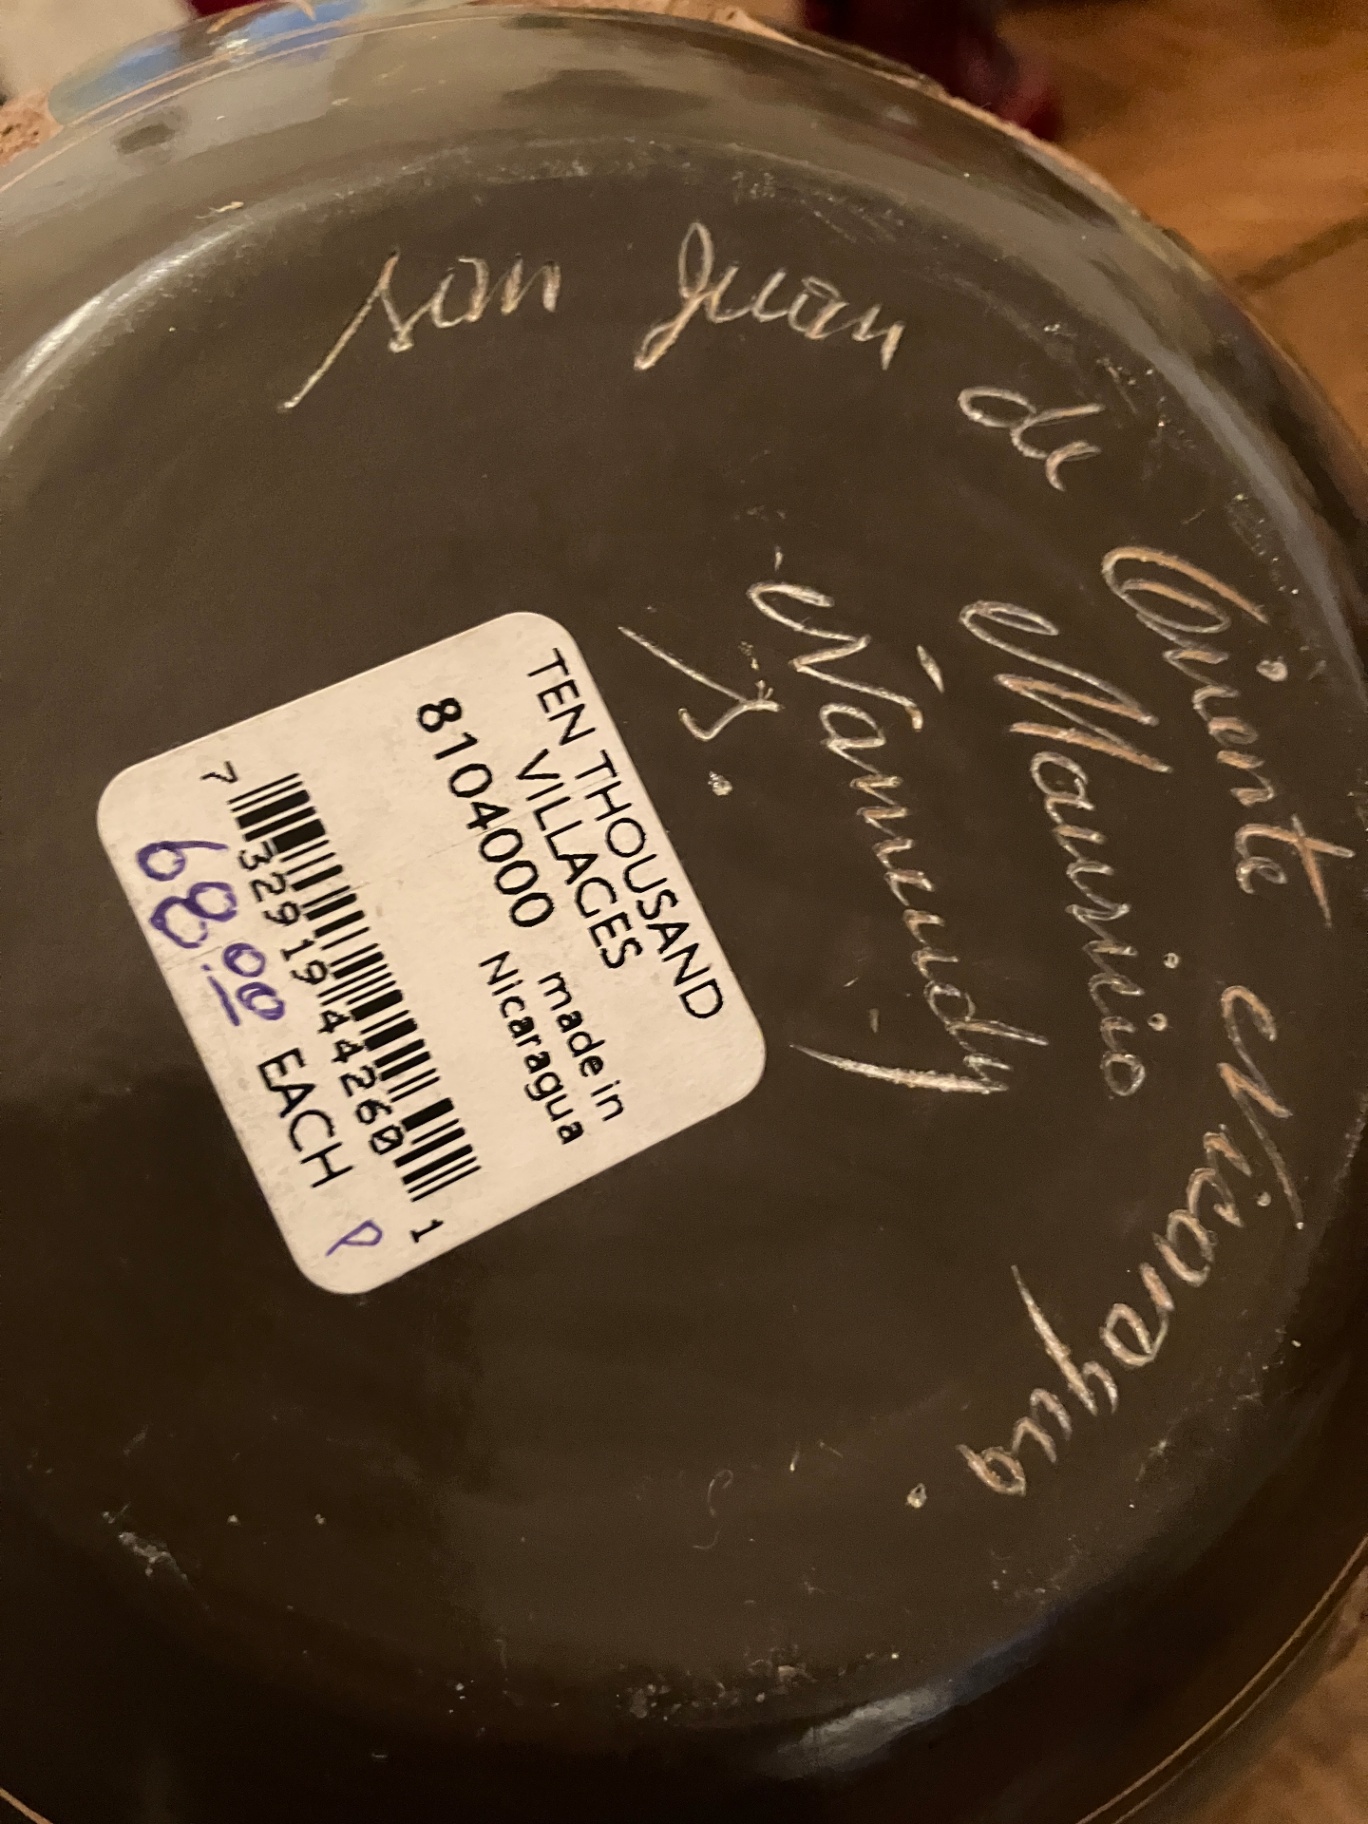 san Juan de Oriente Nicaragua.
Mauricio
Ñamendy
J.
TEN THOUSAND
VILLAGES
8104000
made in
Nicaragua
7 32919 44260 1
68.00 EACH P